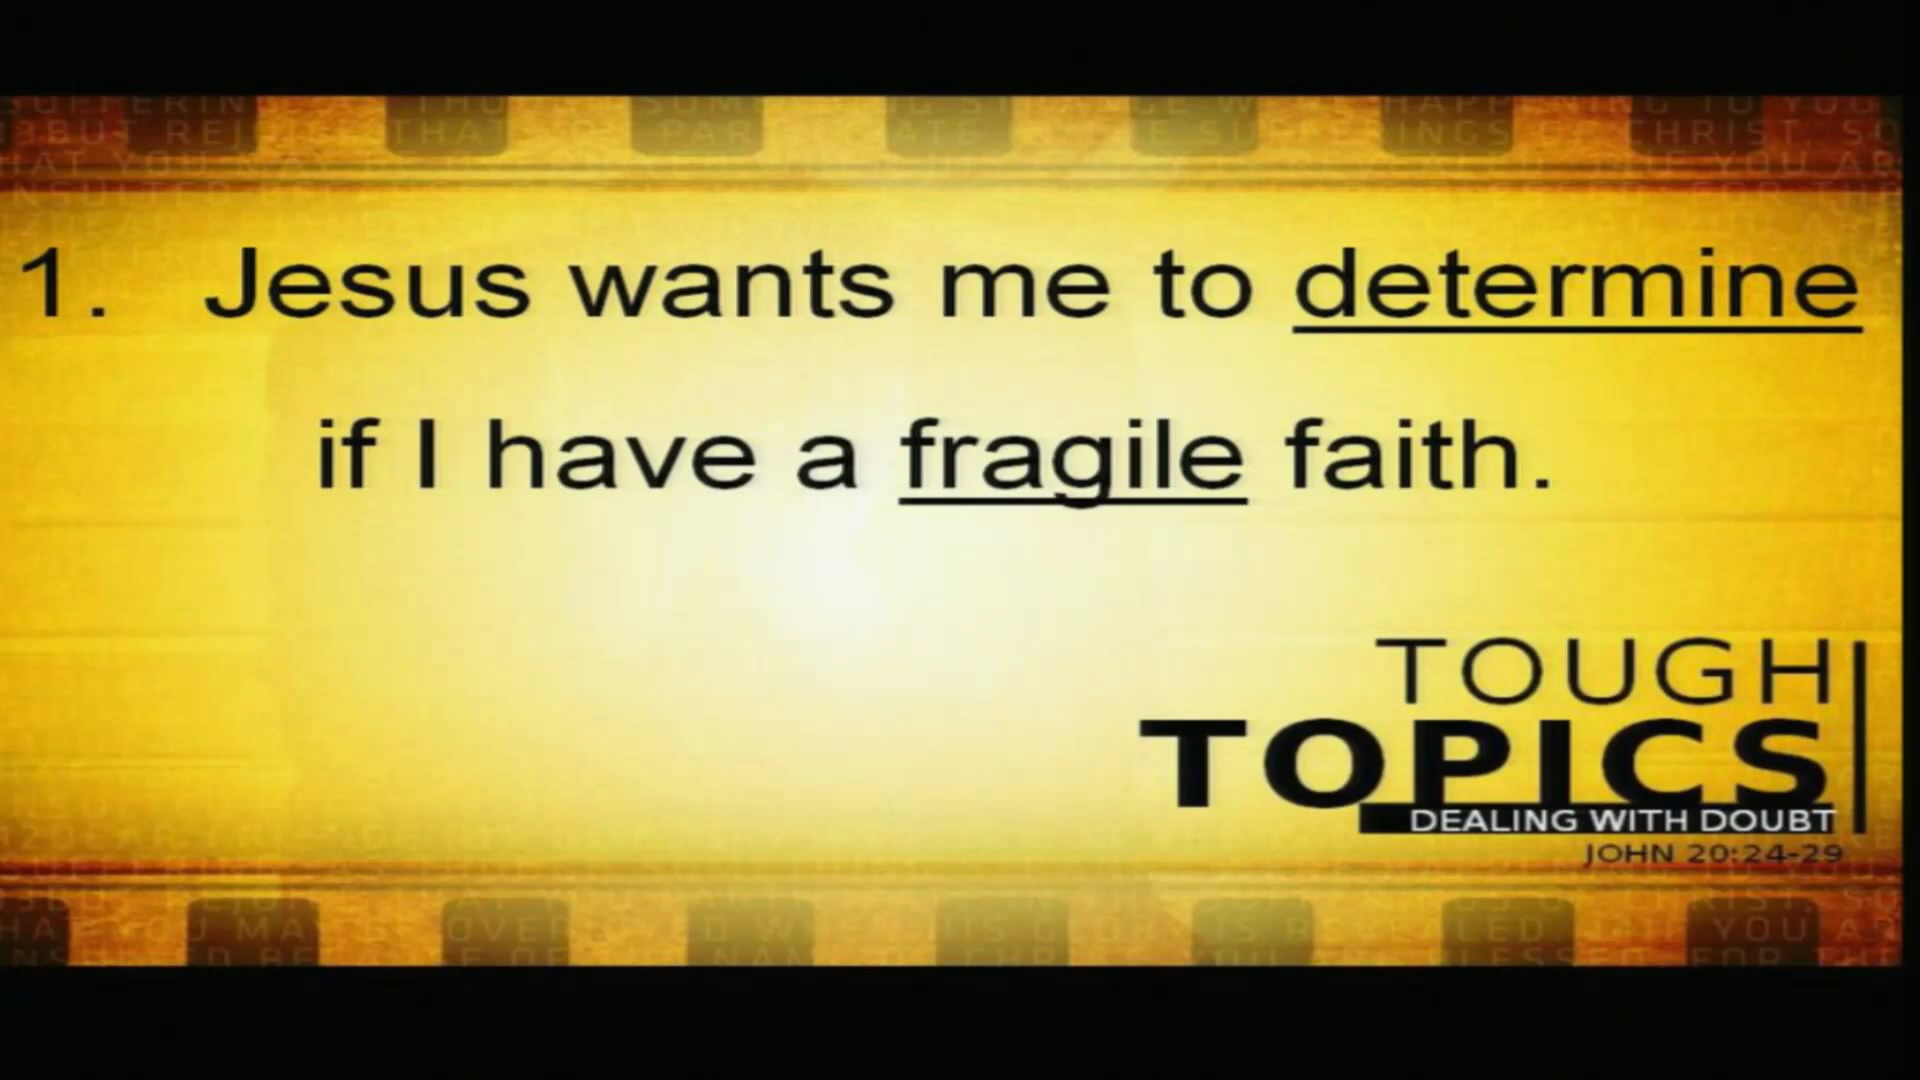 1. Jesus wants me to determine
if I have a fragile faith.
TOUGH
TOPICS
DEALING WITH DOUBT
JOHN 20:24-29